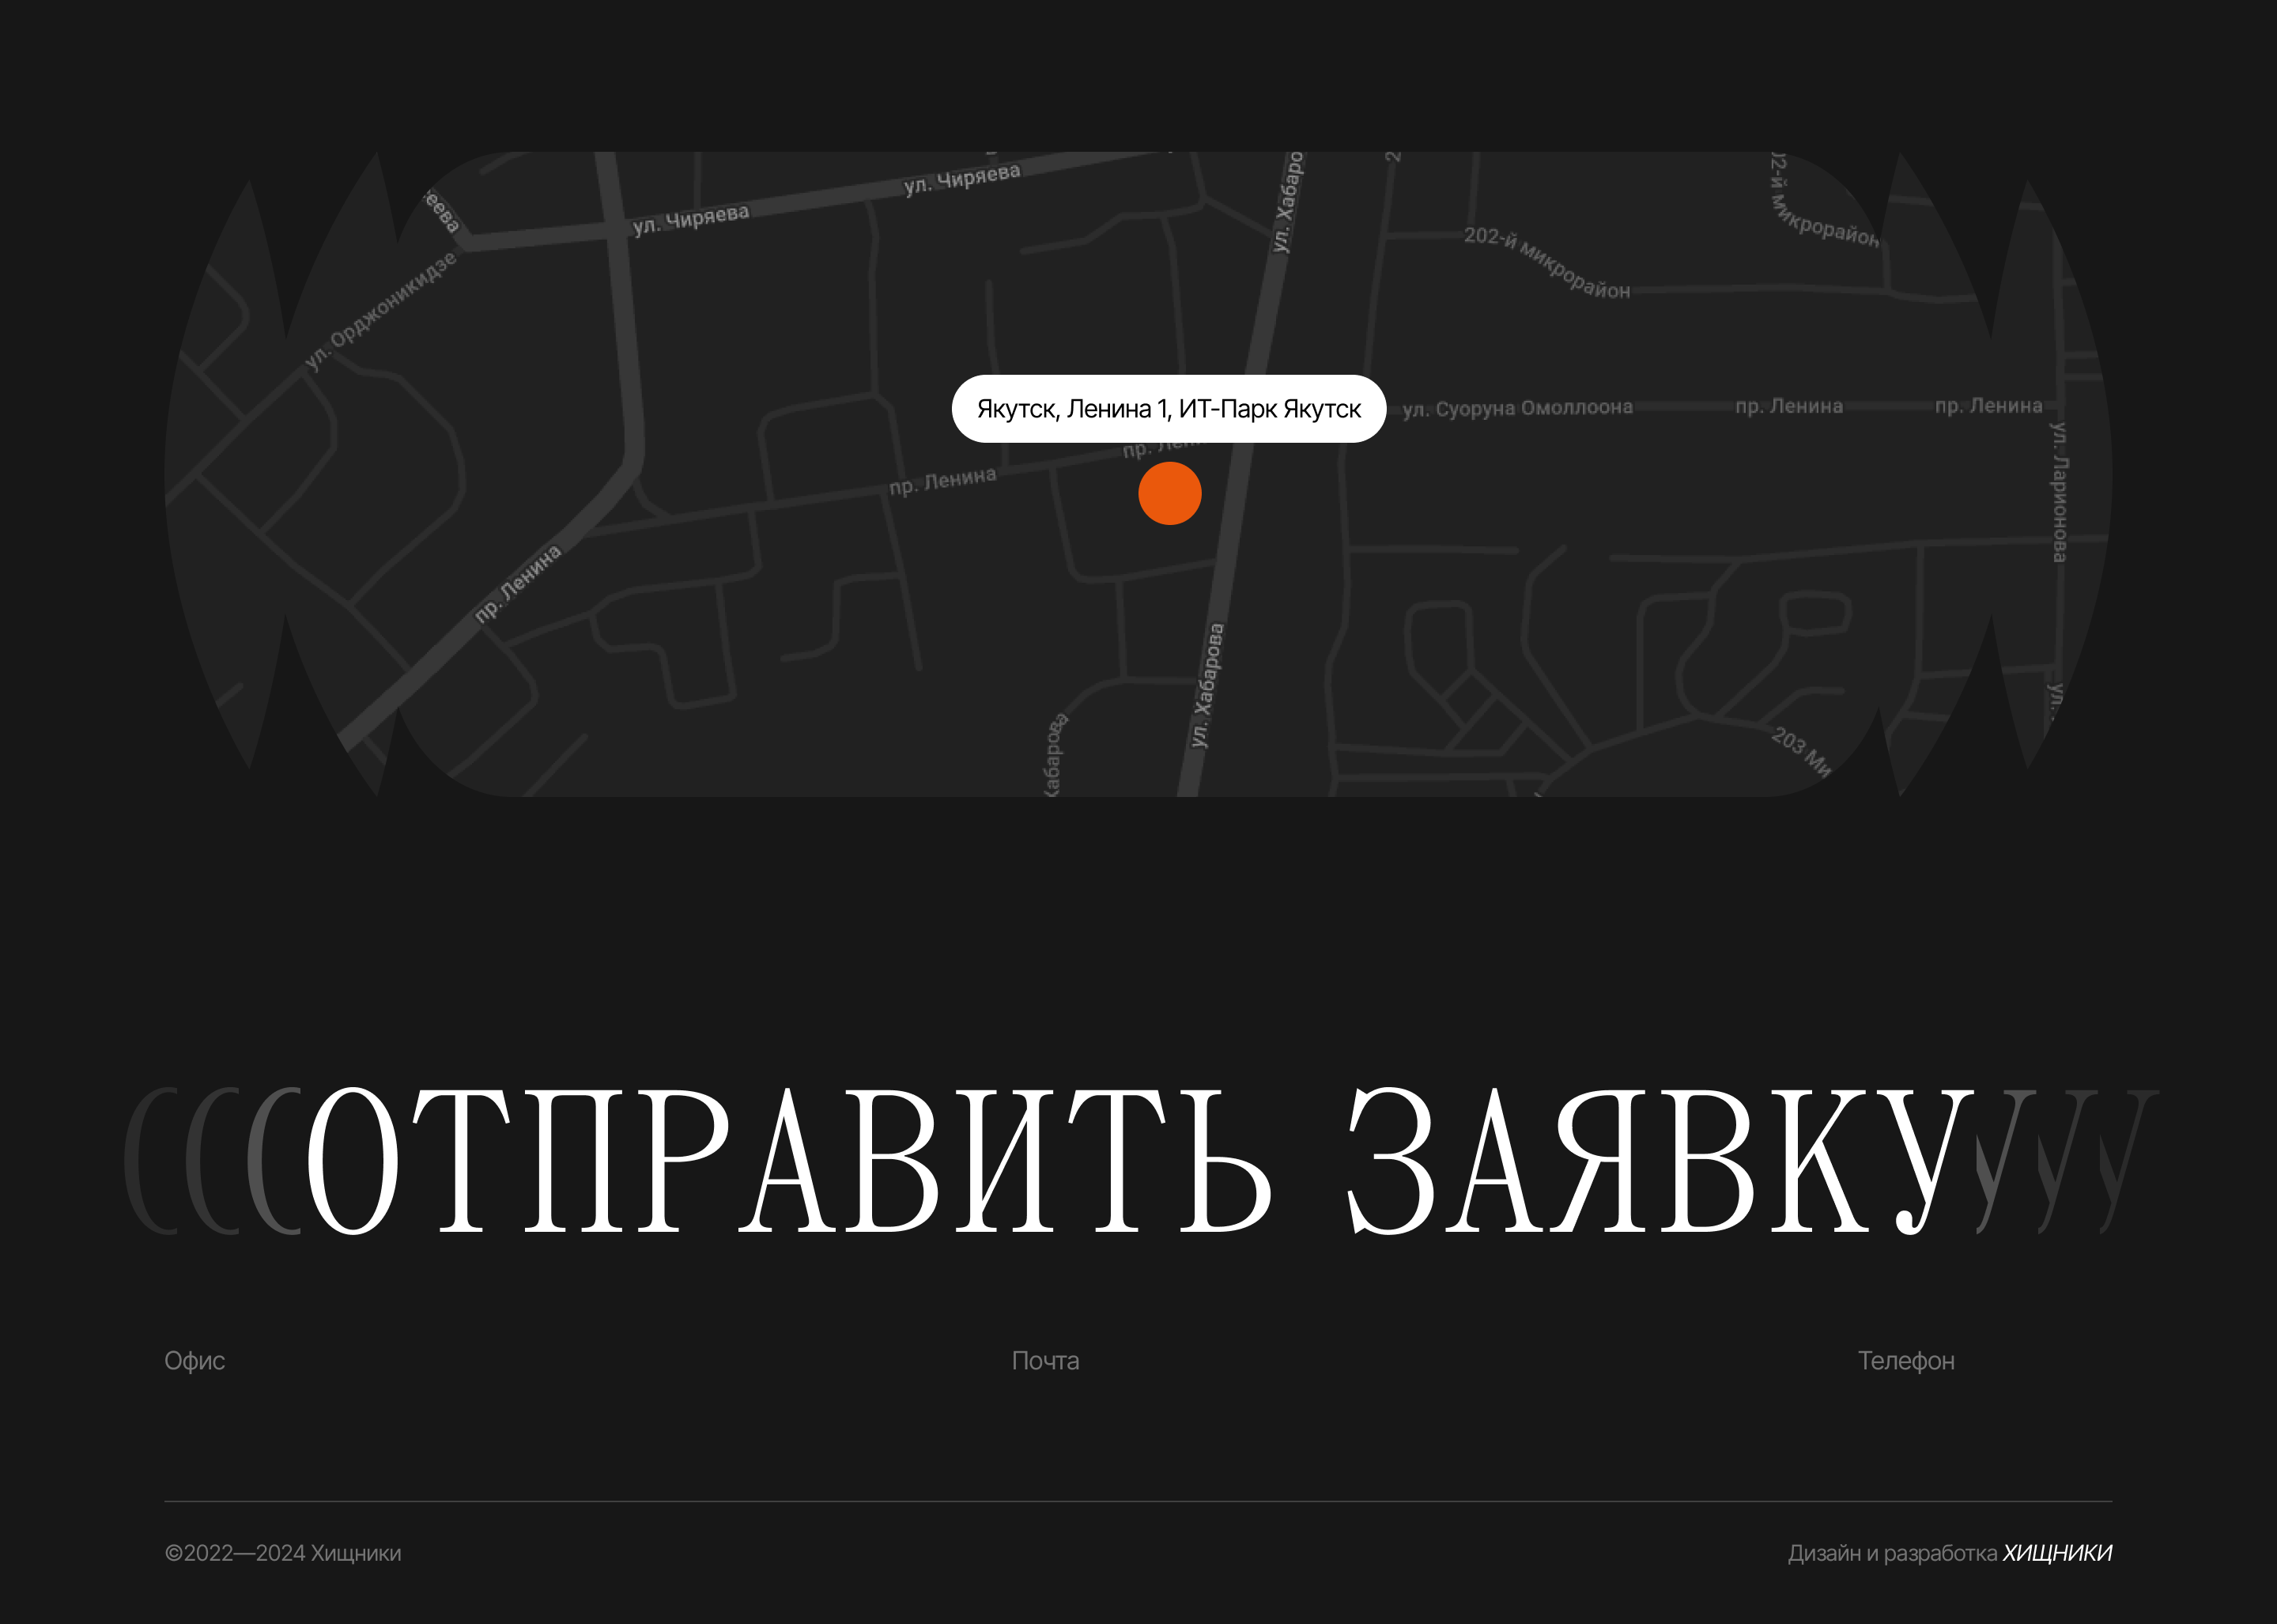 ул. Чиряева
ул. Чиряева
ул. Хабаро
202-й микрорайон
микрорайон
ул. Орджоникидзе
Якутск, Ленина 1, ИТ-Парк Якутск
ул. Суоруна Омоллоона
пр. Ленина
пр. Ленина
пр. Ленина
ул. Ларионова
пр. Ленина
ул. Хабарова
Хабарова
203 Ми
ОТПРАВИТЬ ЗАЯВКУ
Офис
Почта
Телефон
©2022—2024 Хищники
Дизайн и разработка ХИЩНИКИ